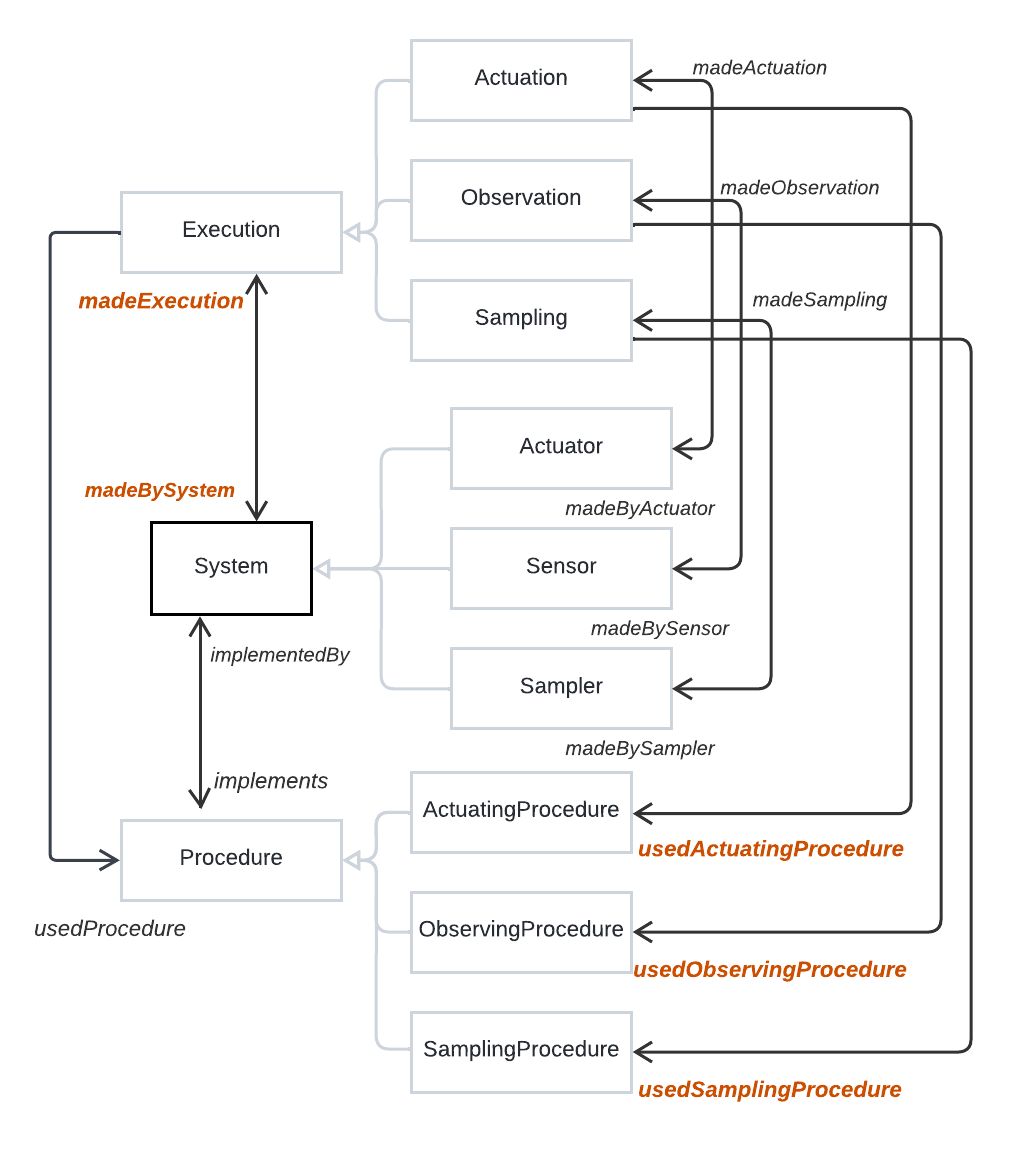 Actuation
madeActuation
Observation
madeObservation
Execution
madeExecution
Sampling
madeSampling
Actuator
madeBySystem
madeByActuator
System
Sensor
madeBySensor
implementedBy
Sampler
madeBySampler
implements
ActuatingProcedure
usedActuatingProcedure
Procedure
usedProcedure
ObservingProcedure
usedObservingProcedure
SamplingProcedure
usedSamplingProcedure